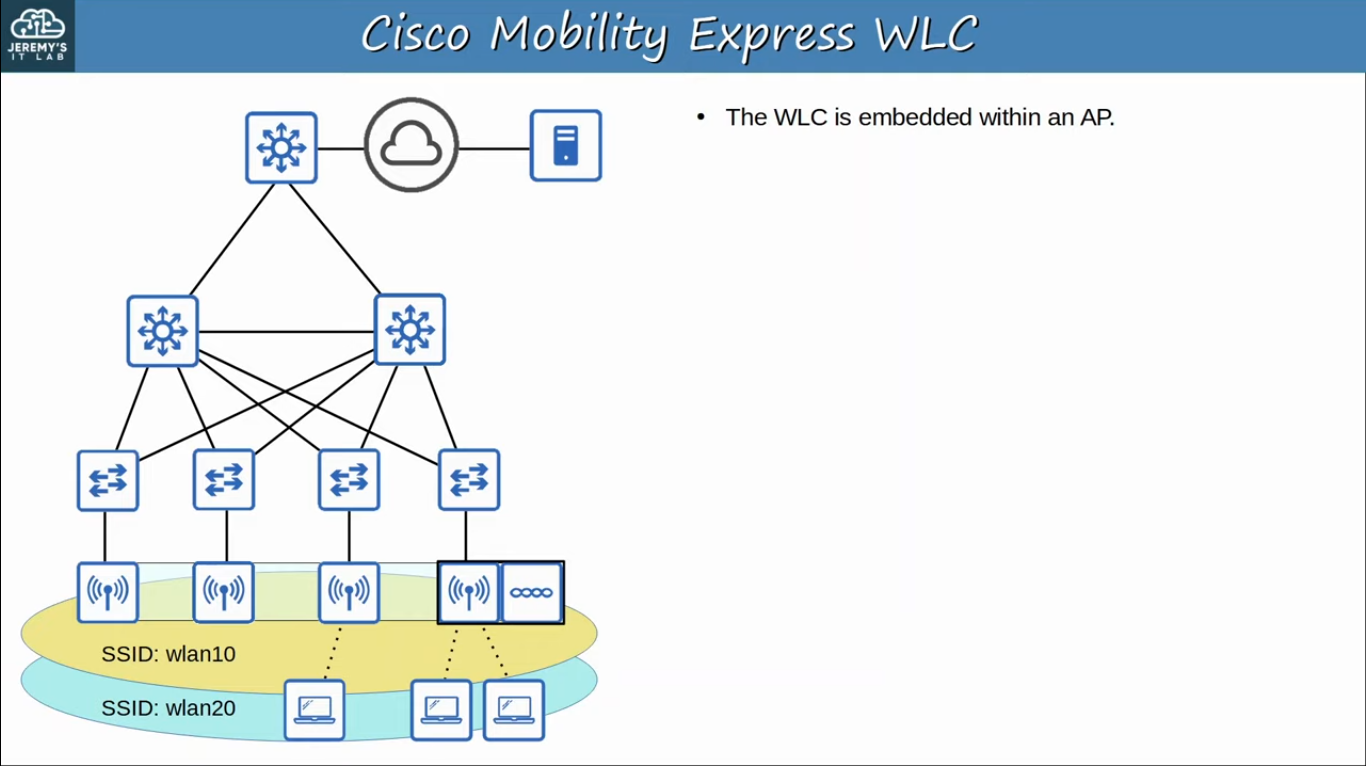 JEREMY'S
IT LAB
Cisco Mobility Express WLC
• The WLC is embedded within an AP.
SSID: wlan10
SSID: wlan20